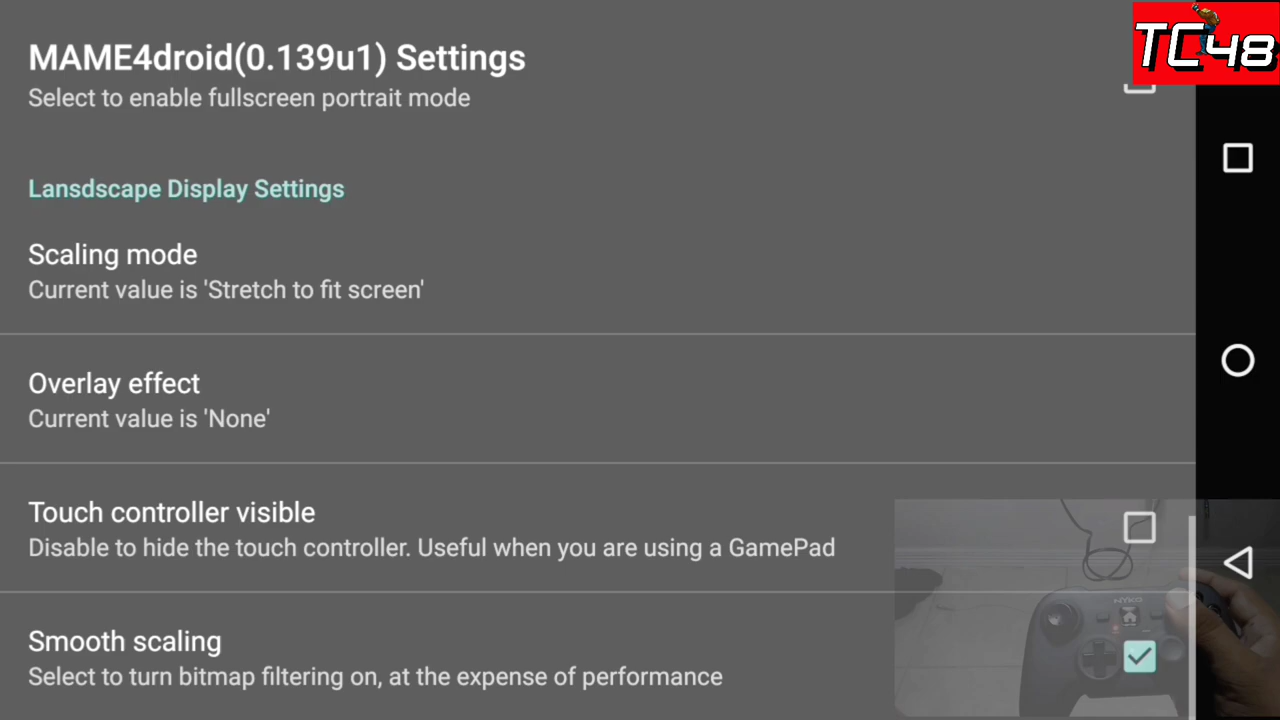 MAME4droid(0.139u1) Settings
Select to enable fullscreen portrait mode
TC48
Lansdscape Display Settings
Scaling mode
Current value is 'Stretch to fit screen'
Overlay effect
Current value is 'None'
Touch controller visible
Disable to hide the touch controller. Useful when you are using a GamePad
NYKO
Smooth scaling
Select to turn bitmap filtering on, at the expense of performance